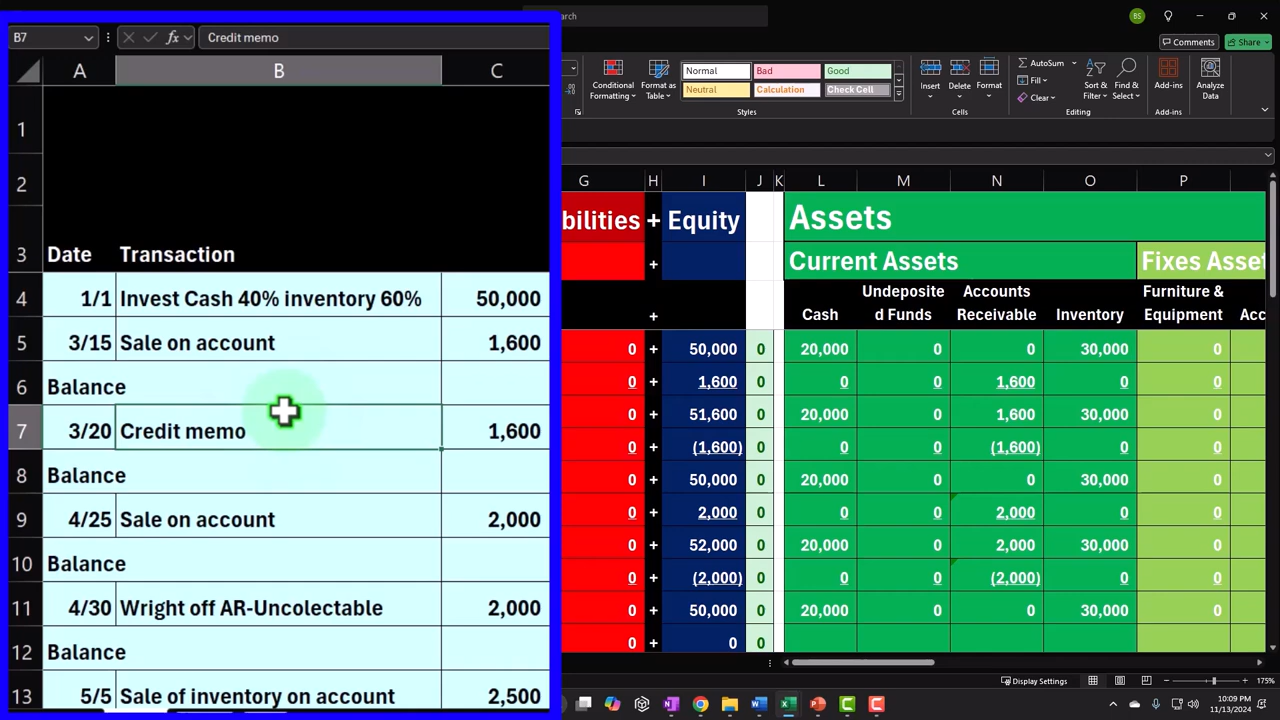 B7 fx Credit memo
A B C
1
2
3 Date Transaction
4 1/1 Invest Cash 40% inventory 60% 50,000
5 3/15 Sale on account 1,600
6 Balance
7 3/20 Credit memo 1,600
8 Balance
9 4/25 Sale on account 2,000
10 Balance
11 4/30 Wright off AR-Uncolectable 2,000
12 Balance
13 5/5 Sale of inventory on account 2,500
arch
BS
Comments Share
Conditional Formatting
Format as Table
Normal Bad Good
Neutral Calculation Check Cell
Styles
Insert Delete Format
Cells
AutoSum
Fill
Clear
Sort & Filter
Find & Select
Editing
Add-ins
Add-ins
Analyze Data
G H I J K L M N O P
bilities + Equity Assets
+ Current Assets Fixes Asset
+ Cash Undeposite d Funds Accounts Receivable Inventory Furniture & Equipment Acc
0 + 50,000 0 20,000 0 0 30,000 0
0 + 1,600 0 0 0 1,600 0 0
0 + 51,600 0 20,000 0 1,600 30,000 0
0 + (1,600) 0 0 0 (1,600) 0 0
0 + 50,000 0 20,000 0 0 30,000 0
0 + 2,000 0 0 0 2,000 0 0
0 + 52,000 0 20,000 0 2,000 30,000 0
0 + (2,000) 0 0 0 (2,000) 0 0
0 + 50,000 0 20,000 0 0 30,000 0
0 + 0 0
Display Settings 175%
10:09 PM
11/13/2024